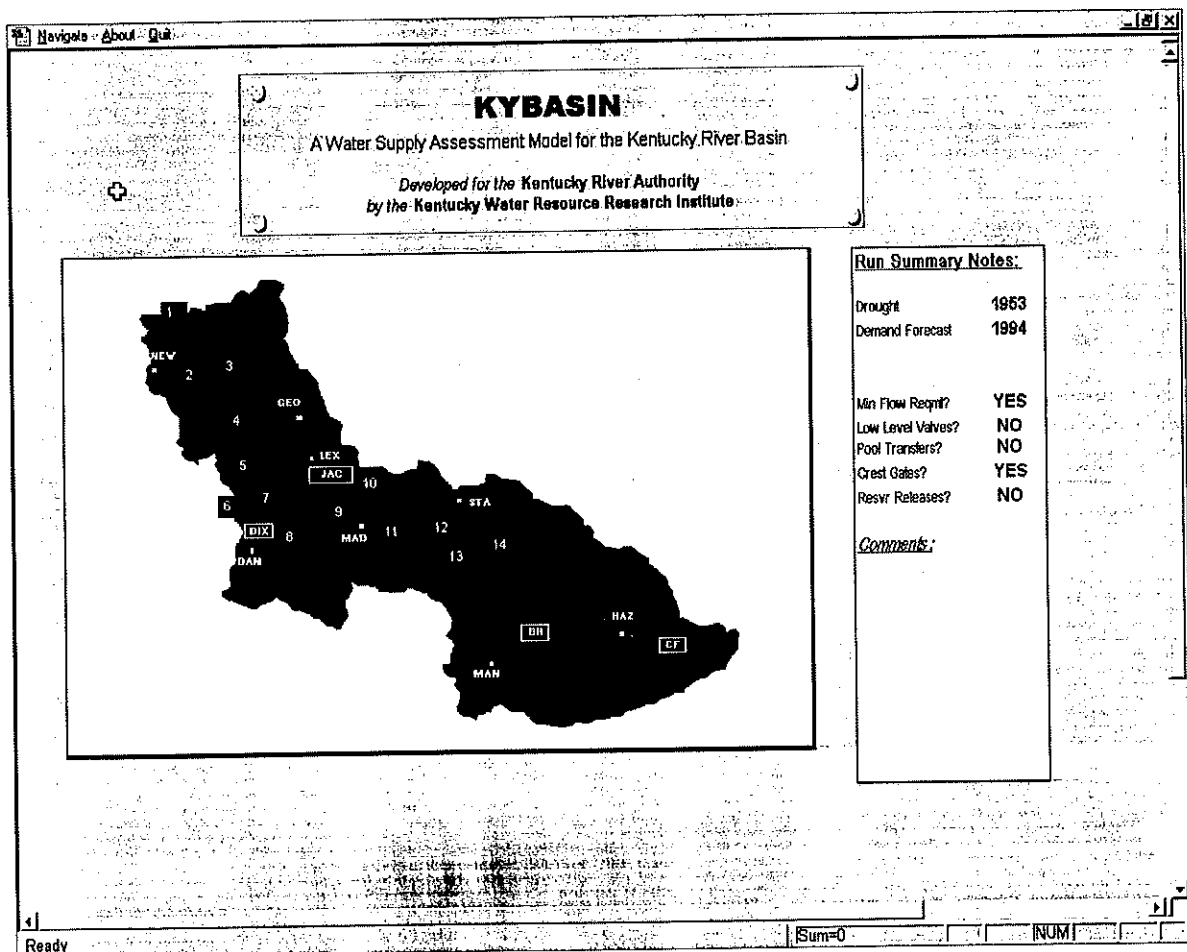 Navigate About Quit
KYBASIN
A Water Supply Assessment Model for the Kentucky River Basin
Developed for the Kentucky River Authority
by the Kentucky Water Resource Research Institute
1
NEW
2
3
GEO
4
LEX
JAC
5
10
7
STA
6
9
DIX
8
MAD
11
12
14
DAN
13
HAZ
BH
CF
MAN
Run Summary Notes:
Drought 1953
Demand Forecast 1994
Min Flow Reqmt? YES
Low Level Valves? NO
Pool Transfers? NO
Crest Gates? YES
Resvr Releases? NO
Comments:
Ready
Sum=0
NUM